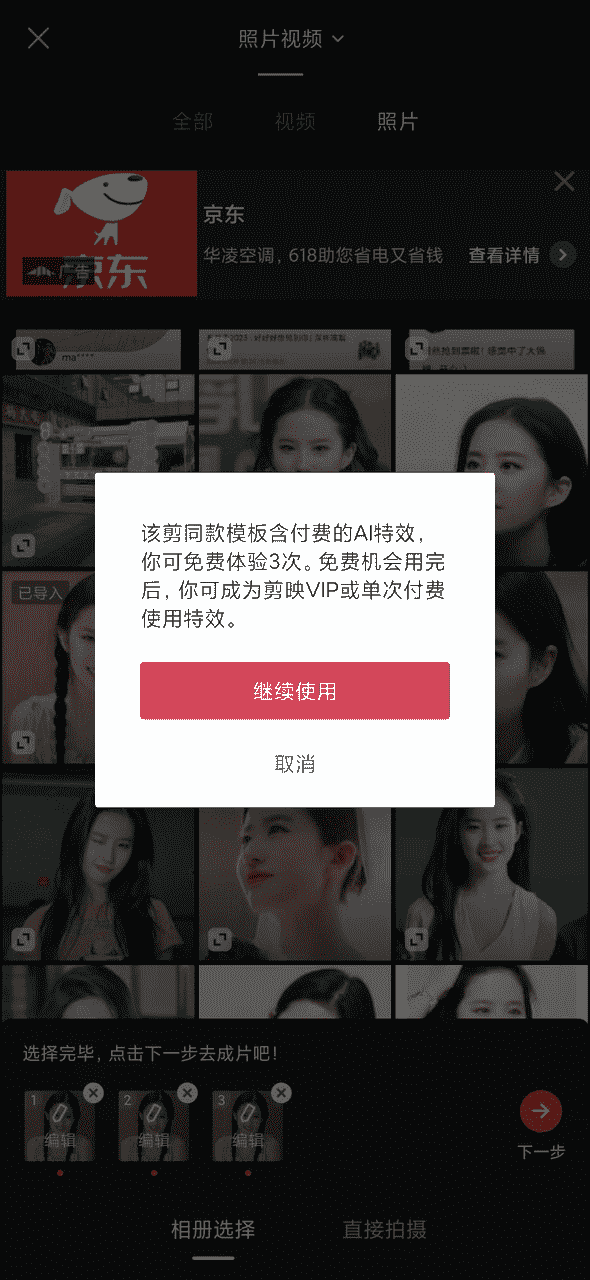 照片视频
全部
视频
照片
京东
华凌空调，618助您省电又省钱
查看详情
广告
京东
ma****
已导入
该剪同款模板含付费的AI特效，
你可免费体验3次。免费机会用完
后，你可成为剪映VIP或单次付费
使用特效。
继续使用
取消
选择完毕，点击下一步去成片吧！
1
2
3
编辑
编辑
编辑
下一步
相册选择
直接拍摄